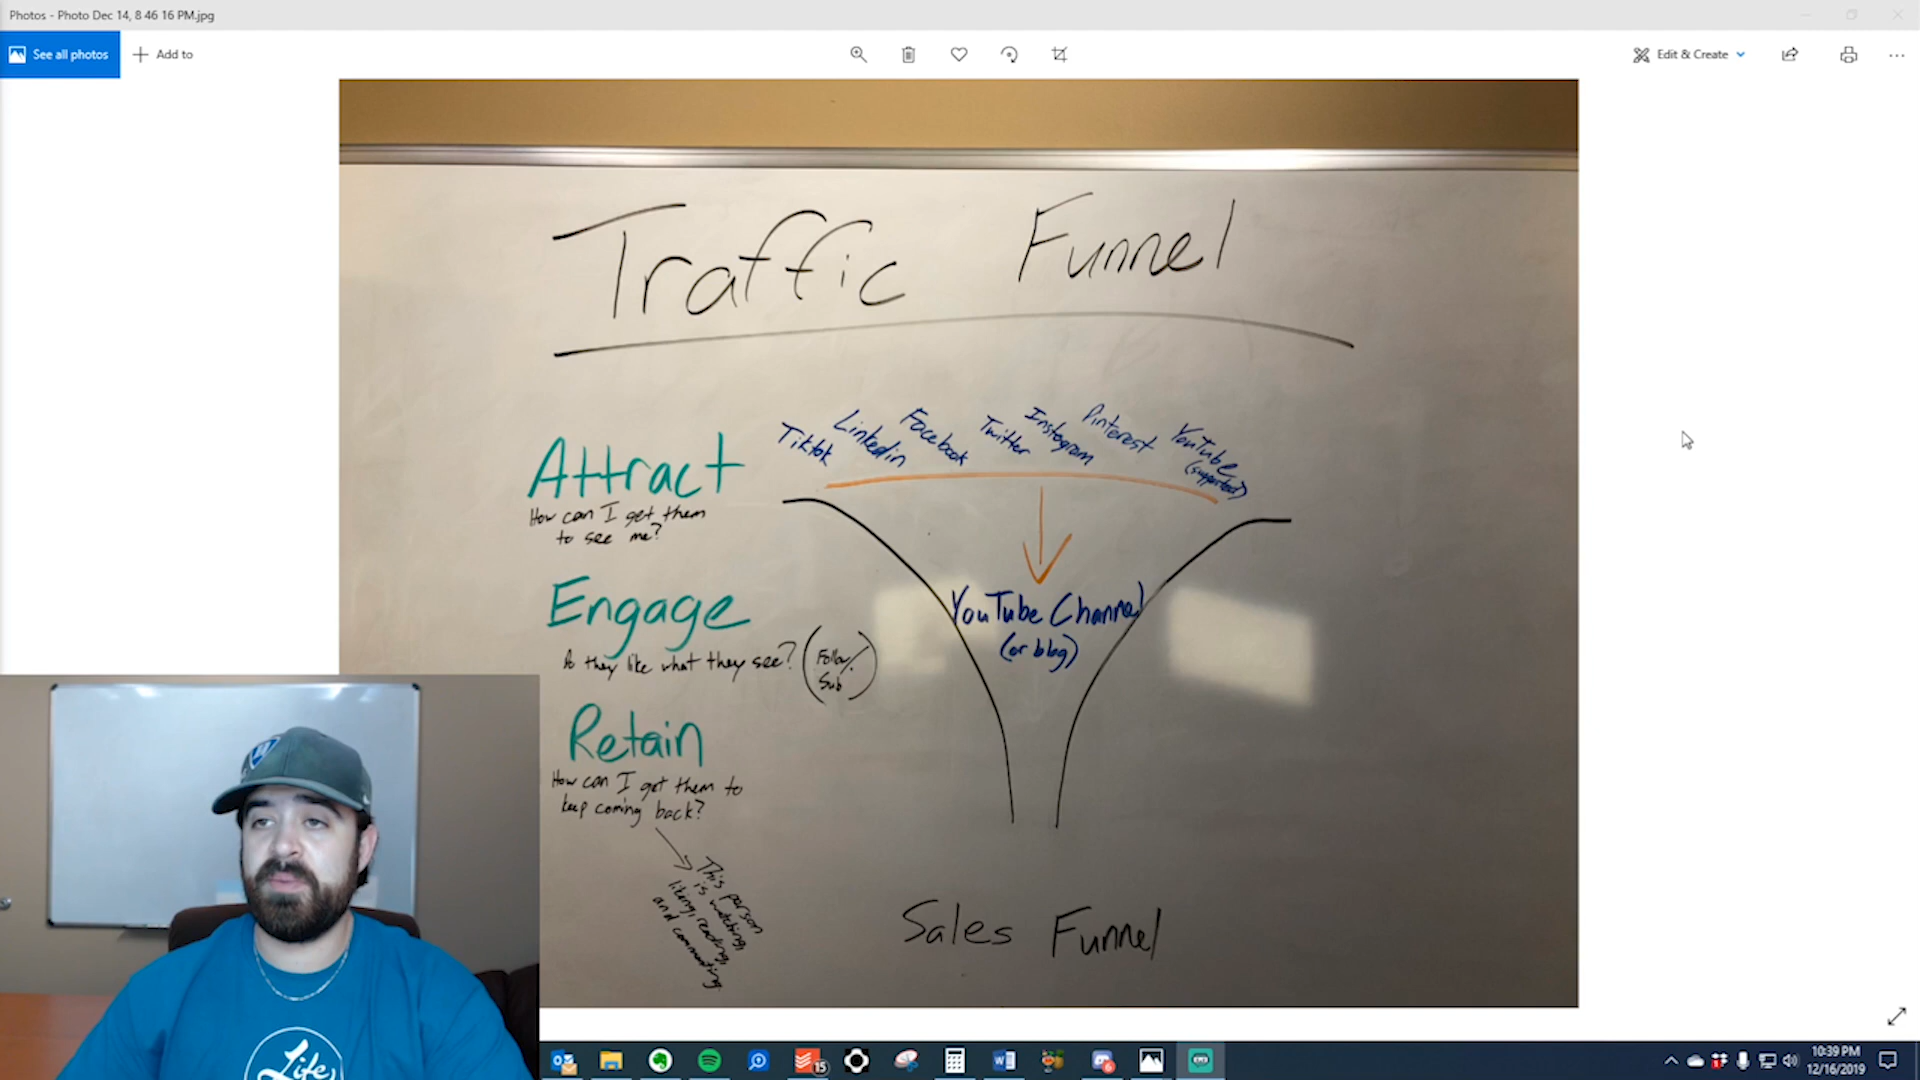 Photos - Photo Dec 14, 8 46 16 PM.jpg
See all photos
Add to
Edit & Create
Traffic Funnel
Tiktok
Linkedin
Facebook
Twitter
Instagram
Pinterest
YouTube
(suggested)
Attract
How can I get them
to see me?
YouTube Channel
(or blog)
Engage
Do they like what they see?
(Follow/
Sub)
Retain
How can I get them to
keep coming back?
This person
is watching,
liking, reading,
and commenting
Sales Funnel
Life
15
6
10:39 PM
12/16/2019